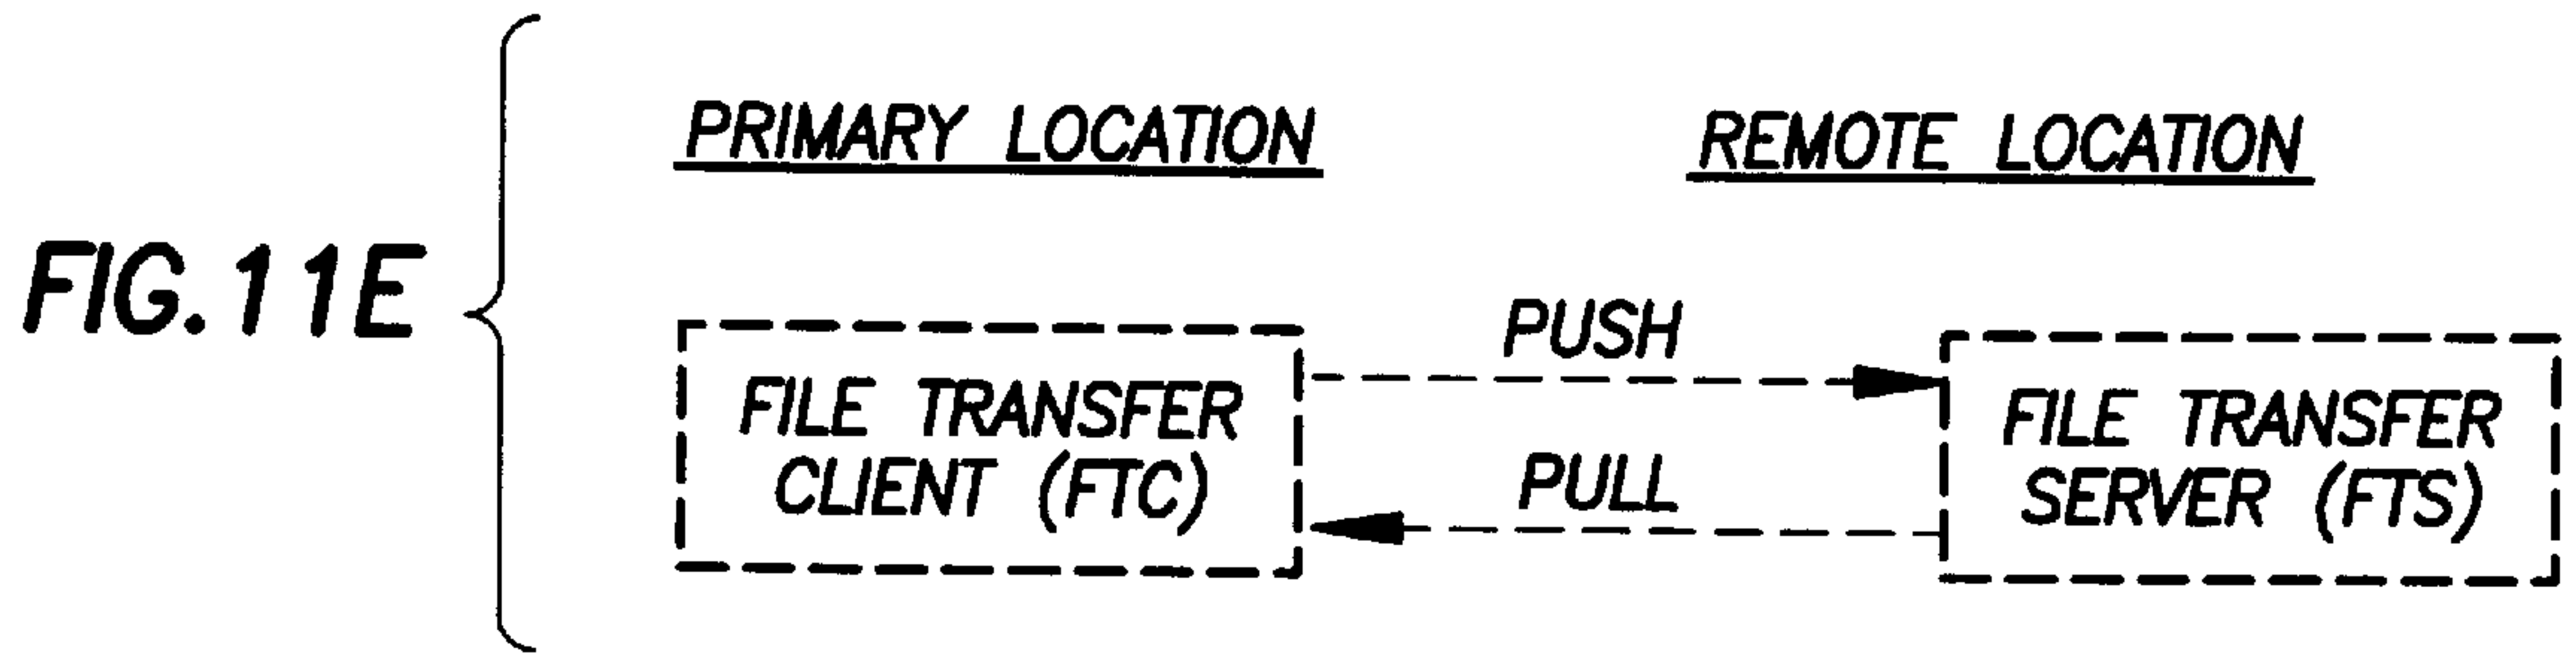 FIG.11E
PRIMARY LOCATION
REMOTE LOCATION
FILE TRANSFER
CLIENT (FTC)
PUSH
PULL
FILE TRANSFER
SERVER (FTS)